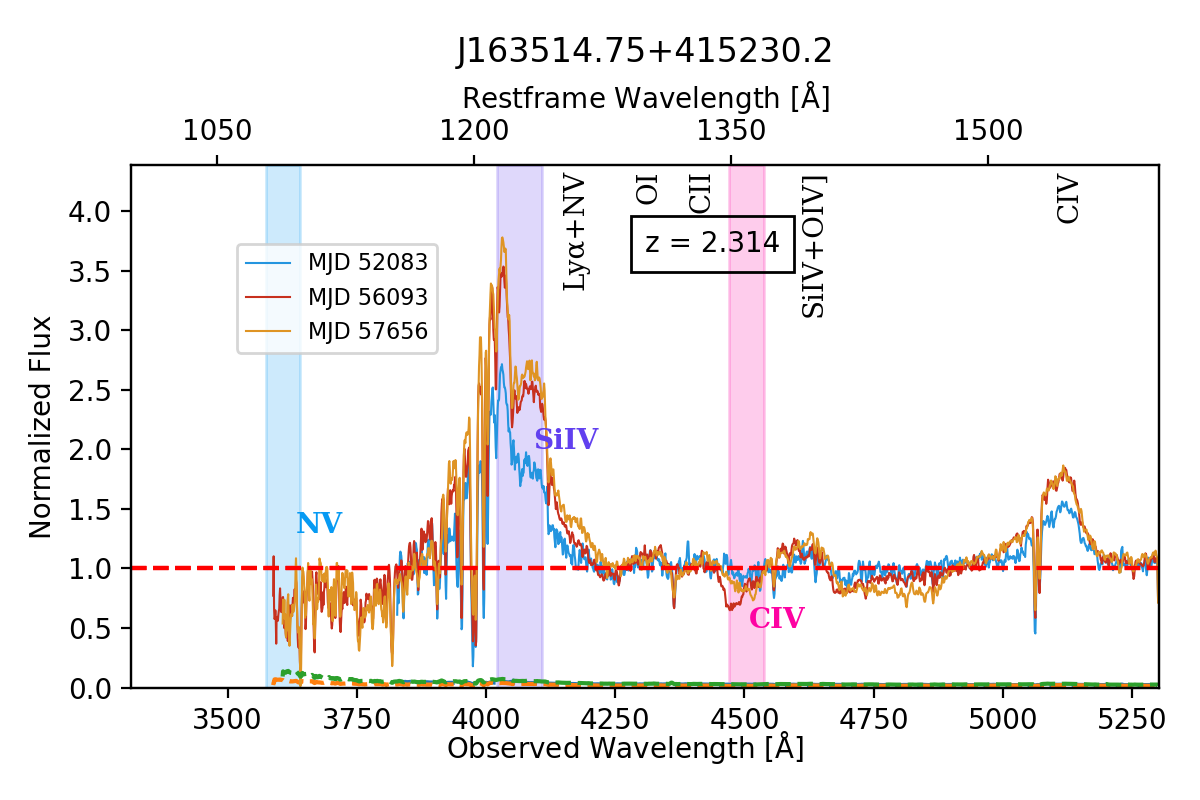 J163514.75+415230.2
Restframe Wavelength [Å]
1050 1200 1350 1500
Normalized Flux
4.0
3.5
3.0
2.5
2.0
1.5
1.0
0.5
0.0
MJD 52083
MJD 56093
MJD 57656
Lyα+NV
OI
CII
SiIV+OIV]
CIV
z = 2.314
SiIV
NV
CIV
3500 3750 4000 4250 4500 4750 5000 5250
Observed Wavelength [Å]